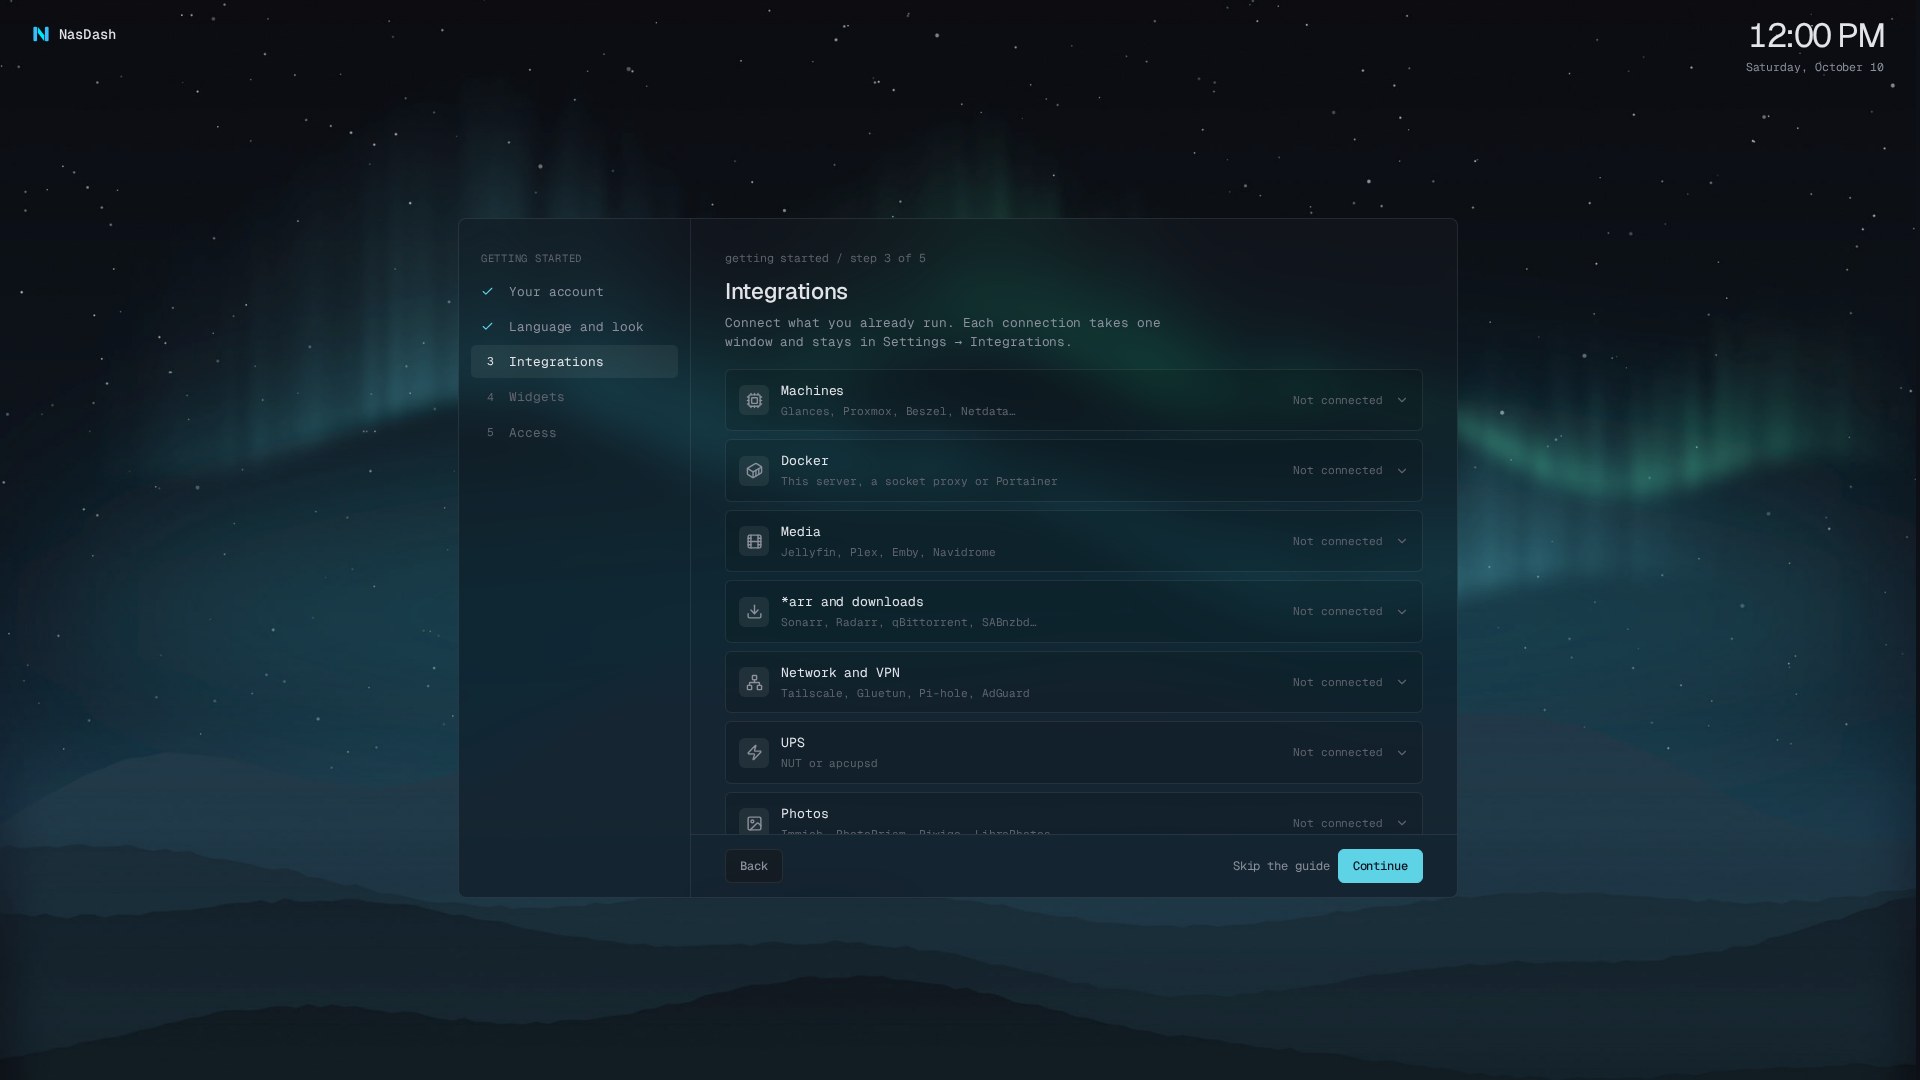 NasDash
12:00 PM
Saturday, October 10
GETTING STARTED
Your account
Language and look
3 Integrations
4 Widgets
5 Access
getting started / step 3 of 5
Integrations
Connect what you already run. Each connection takes one
window and stays in Settings → Integrations.
Machines
Glances, Proxmox, Beszel, Netdata…
Not connected
Docker
This server, a socket proxy or Portainer
Not connected
Media
Jellyfin, Plex, Emby, Navidrome
Not connected
*arr and downloads
Sonarr, Radarr, qBittorrent, SABnzbd…
Not connected
Network and VPN
Tailscale, Gluetun, Pi-hole, AdGuard
Not connected
UPS
NUT or apcupsd
Not connected
Photos
Immich, PhotoPrism, Piwigo, LibrePhotos
Not connected
Back
Skip the guide
Continue